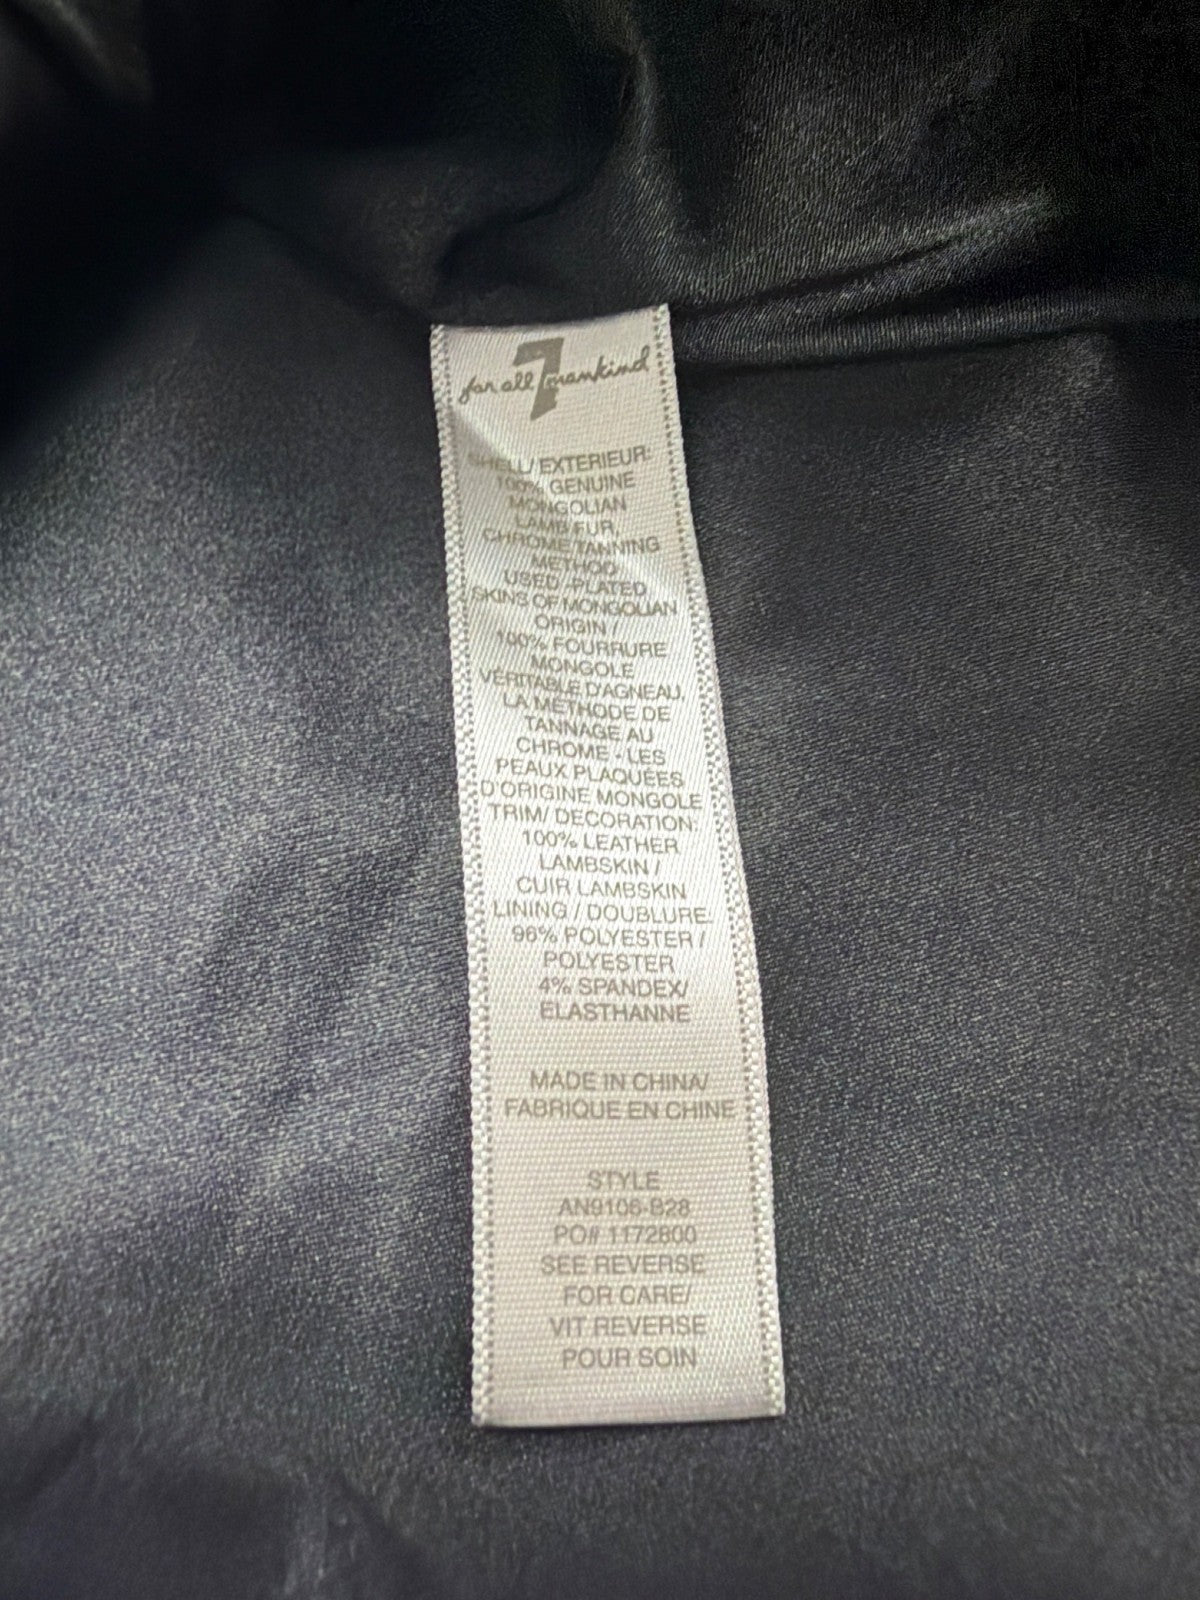 for all 7 mankind
SHELL/ EXTERIEUR:
100% GENUINE
MONGOLIAN
LAMB FUR,
CHROME TANNING
METHOD
USED -PLATED
SKINS OF MONGOLIAN
ORIGIN /
100% FOURRURE
MONGOLE
VÉRITABLE D'AGNEAU,
LA MÉTHODE DE
TANNAGE AU
CHROME - LES
PEAUX PLAQUÉES
D'ORIGINE MONGOLE
TRIM/ DECORATION:
100% LEATHER
LAMBSKIN /
CUIR LAMBSKIN
LINING / DOUBLURE:
96% POLYESTER /
POLYESTER
4% SPANDEX/
ELASTHANNE
MADE IN CHINA/
FABRIQUE EN CHINE
STYLE
AN9106-B28
PO# 1172800
SEE REVERSE
FOR CARE/
VIT REVERSE
POUR SOIN